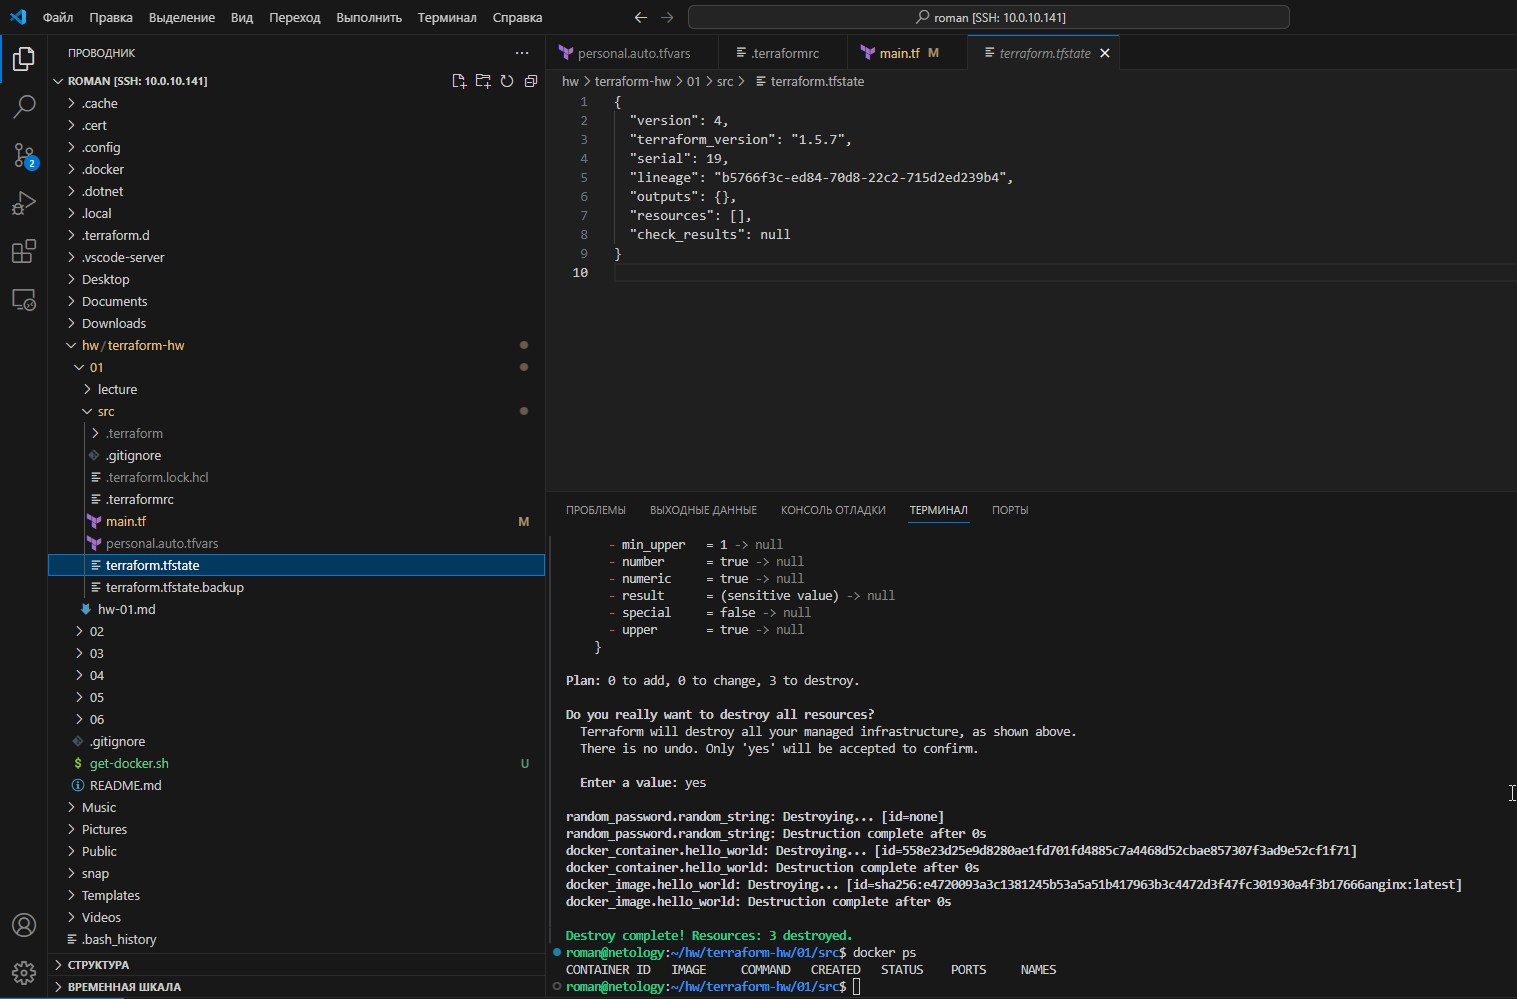 Файл Правка Выделение Вид Переход Выполнить Терминал Справка
roman [SSH: 10.0.10.141]
ПРОВОДНИК
ROMAN [SSH: 10.0.10.141]
.cache
.cert
.config
.docker
.dotnet
.local
.terraform.d
.vscode-server
Desktop
Documents
Downloads
hw / terraform-hw
01
lecture
src
.terraform
.gitignore
.terraform.lock.hcl
.terraformrc
main.tf M
personal.auto.tfvars
terraform.tfstate
terraform.tfstate.backup
hw-01.md
02
03
04
05
06
.gitignore
$ get-docker.sh U
README.md
Music
Pictures
Public
snap
Templates
Videos
.bash_history
СТРУКТУРА
ВРЕМЕННАЯ ШКАЛА
2
personal.auto.tfvars
.terraformrc
main.tf M
terraform.tfstate
hw > terraform-hw > 01 > src > terraform.tfstate
1 {
2 "version": 4,
3 "terraform_version": "1.5.7",
4 "serial": 19,
5 "lineage": "b5766f3c-ed84-70d8-22c2-715d2ed239b4",
6 "outputs": {},
7 "resources": [],
8 "check_results": null
9 }
10
ПРОБЛЕМЫ ВЫХОДНЫЕ ДАННЫЕ КОНСОЛЬ ОТЛАДКИ ТЕРМИНАЛ ПОРТЫ
- min_upper = 1 -> null
- number = true -> null
- numeric = true -> null
- result = (sensitive value) -> null
- special = false -> null
- upper = true -> null
}
Plan: 0 to add, 0 to change, 3 to destroy.
Do you really want to destroy all resources?
Terraform will destroy all your managed infrastructure, as shown above.
There is no undo. Only 'yes' will be accepted to confirm.
Enter a value: yes
random_password.random_string: Destroying... [id=none]
random_password.random_string: Destruction complete after 0s
docker_container.hello_world: Destroying... [id=558e23d25e9d8280ae1fd701fd4885c7a4468d52cbae857307f3ad9e52cf1f71]
docker_container.hello_world: Destruction complete after 0s
docker_image.hello_world: Destroying... [id=sha256:e4720093a3c1381245b53a5a51b417963b3c4472d3f47fc301930a4f3b17666anginx:latest]
docker_image.hello_world: Destruction complete after 0s
Destroy complete! Resources: 3 destroyed.
roman@netology:~/hw/terraform-hw/01/src$ docker ps
CONTAINER ID IMAGE COMMAND CREATED STATUS PORTS NAMES
roman@netology:~/hw/terraform-hw/01/src$